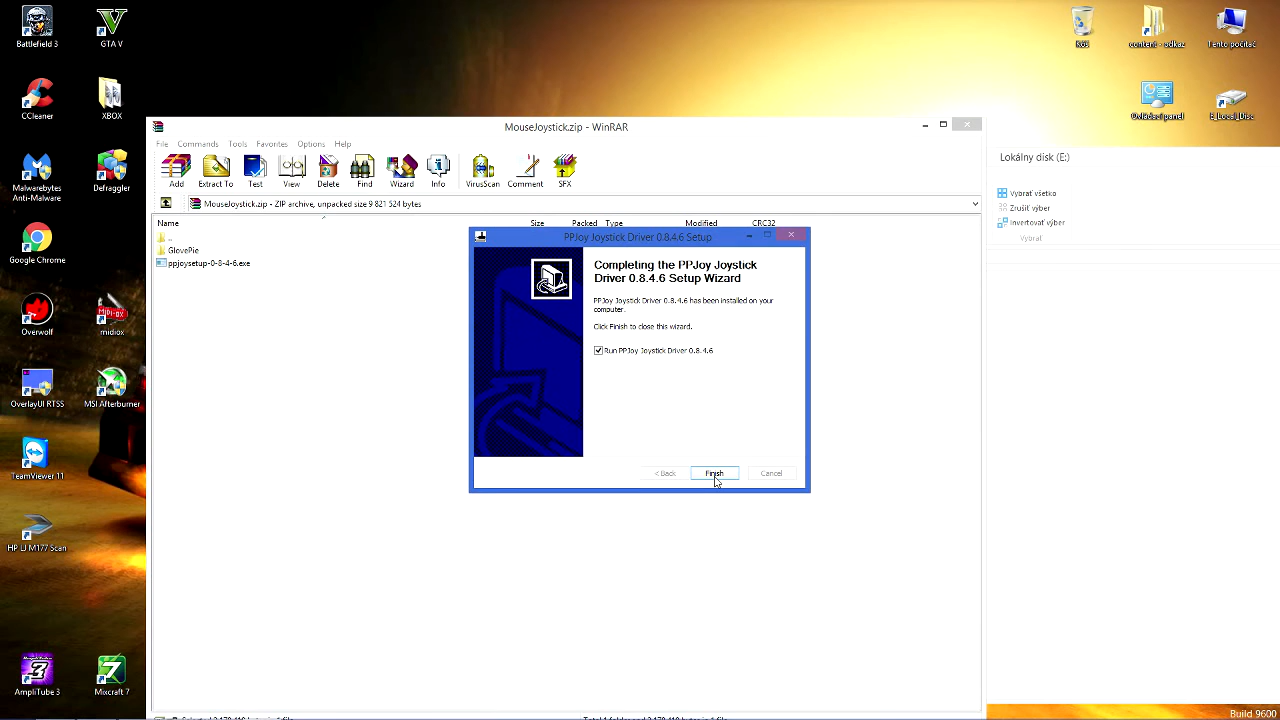 Battlefield 3
GTA V
CCleaner
XBOX
Malwarebytes
Anti-Malware
Defraggler
Google Chrome
Overwolf
midiox
OverlayUI RTSS
MSI Afterburner
TeamViewer 11
HP LJ M177 Scan
AmpliTube 3
Mixcraft 7
content - odkaz
Tento počítač
Ovládací panel
E_Local_Disc
MouseJoystick.zip - WinRAR
File Commands Tools Favorites Options Help
Add Extract To Test View Delete Find Wizard Info VirusScan Comment SFX
MouseJoystick.zip - ZIP archive, unpacked size 9 821 524 bytes
Name Size Packed Type Modified CRC32
..
GlovePie
ppjoysetup-0-8-4-6.exe
PPJoy Joystick Driver 0.8.4.6 Setup
Completing the PPJoy Joystick
Driver 0.8.4.6 Setup Wizard
PPJoy Joystick Driver 0.8.4.6 has been installed on your
computer.
Click Finish to close this wizard.
Run PPJoy Joystick Driver 0.8.4.6
< Back Finish Cancel
Lokálny disk (E:)
Vybrať všetko
Zrušiť výber
Invertovať výber
Vybrať
Build 9600